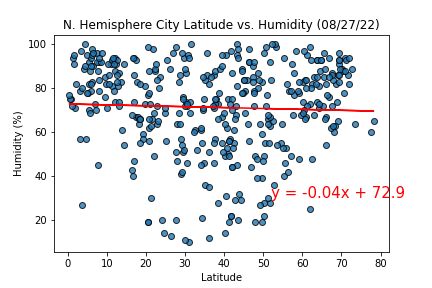 N. Hemisphere City Latitude vs. Humidity (08/27/22)
100
80
60
40
20
Humidity (%)
y = -0.04x + 72.9
0 10 20 30 40 50 60 70 80
Latitude